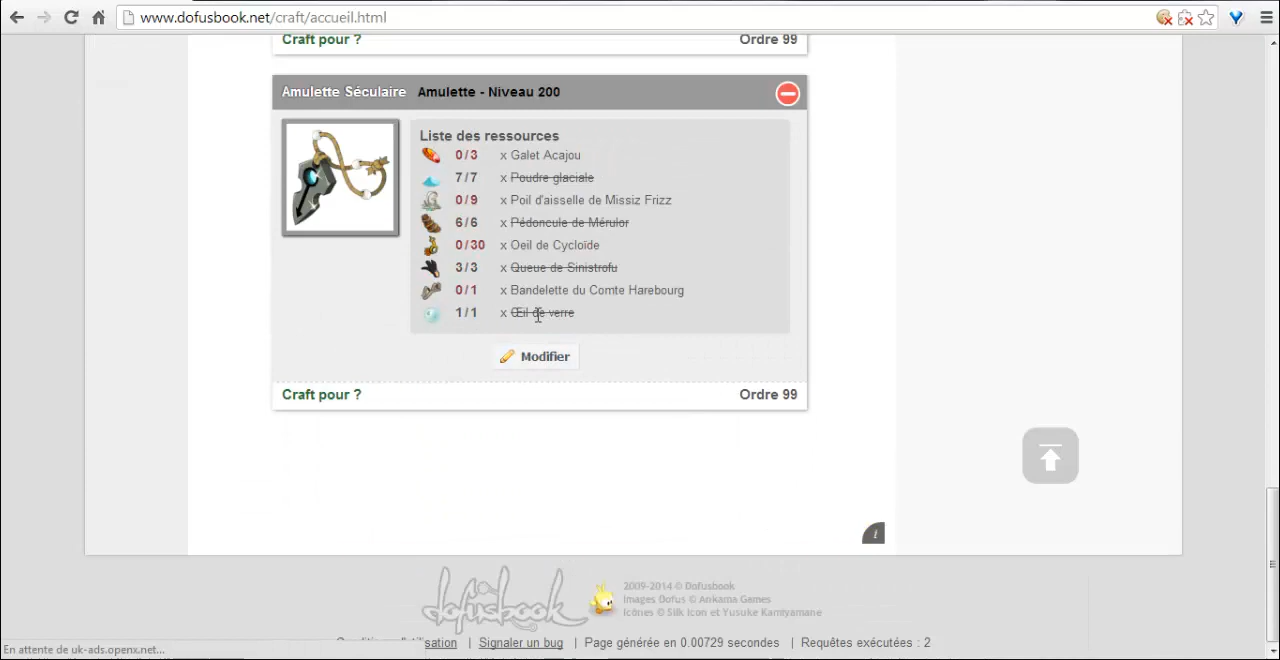 www.dofusbook.net/craft/accueil.html
Craft pour ? Ordre 99
Amulette Séculaire Amulette - Niveau 200
Liste des ressources
0/3 x Galet Acajou
7/7 x Poudre glaciale
0/9 x Poil d'aisselle de Missiz Frizz
6/6 x Pédoncule de Mérulor
0/30 x Oeil de Cycloïde
3/3 x Queue de Sinistrofu
0/1 x Bandelette du Comte Harebourg
1/1 x Œil de verre
Modifier
Craft pour ? Ordre 99
i
dofusbook
2009-2014 © Dofusbook
Images Dofus © Ankama Games
Icônes © Silk Icon et Yusuke Kamiyamane
Signaler un bug | Page générée en 0.00729 secondes | Requêtes exécutées : 2
En attente de uk-ads.openx.net...